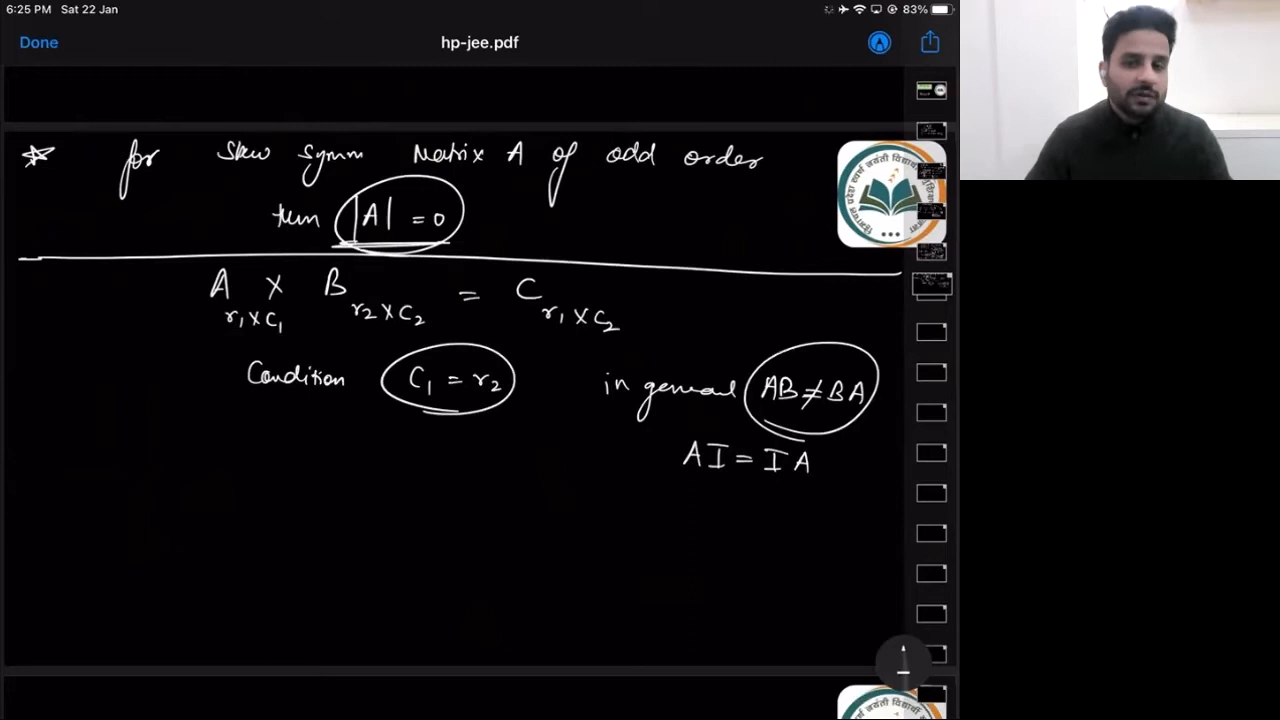 6:25 PM Sat 22 Jan 83%
Done hp-jee.pdf
for skew symm Matrix A of odd order
|A| = 0
A × B = C
r₁×C₁ r₂×C₂ r₁×C₂
Condition C₁ = r₂ in general AB ≠ BA
AI = IA